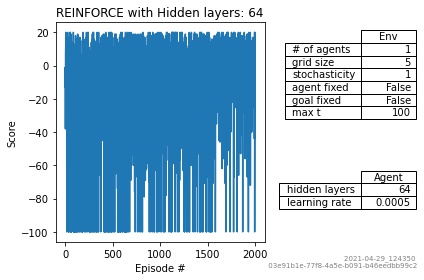 REINFORCE with Hidden layers: 64
Score
20
0
−20
−40
−60
−80
−100
0
500
1000
1500
2000
Episode #
Env
# of agents 1
grid size 5
stochasticity 1
agent fixed False
goal fixed False
max t 100
Agent
hidden layers 64
learning rate 0.0005
2021-04-29_124350
03e91b1e-77f8-4a5e-b091-b46eedbb99c2